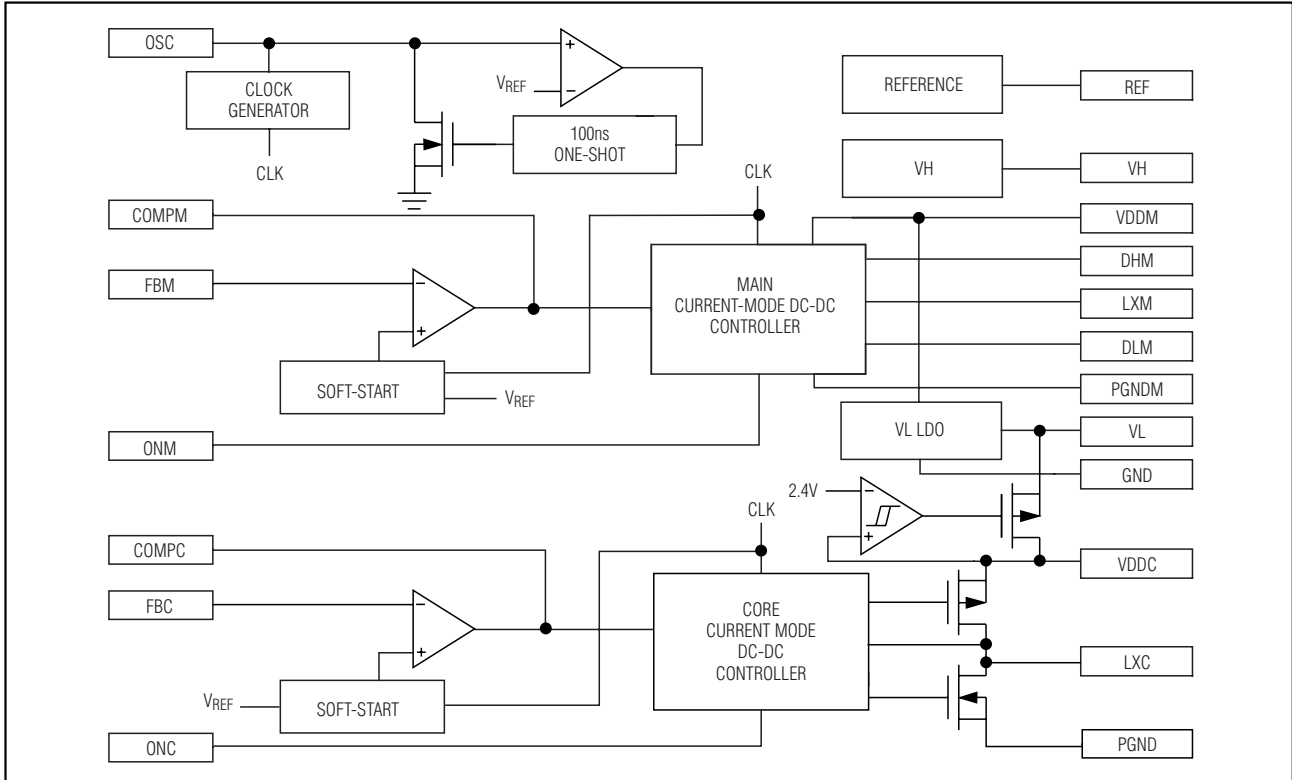 OSC
CLOCK
GENERATOR
CLK
VREF
+
−
100ns
ONE-SHOT
REFERENCE
REF
VH
VH
COMPM
FBM
−
+
SOFT-START
VREF
ONM
CLK
MAIN
CURRENT-MODE DC-DC
CONTROLLER
VDDM
DHM
LXM
DLM
PGNDM
VL LDO
VL
GND
2.4V
−
+
COMPC
FBC
−
+
VREF
SOFT-START
ONC
CLK
CORE
CURRENT MODE
DC-DC
CONTROLLER
VDDC
LXC
PGND